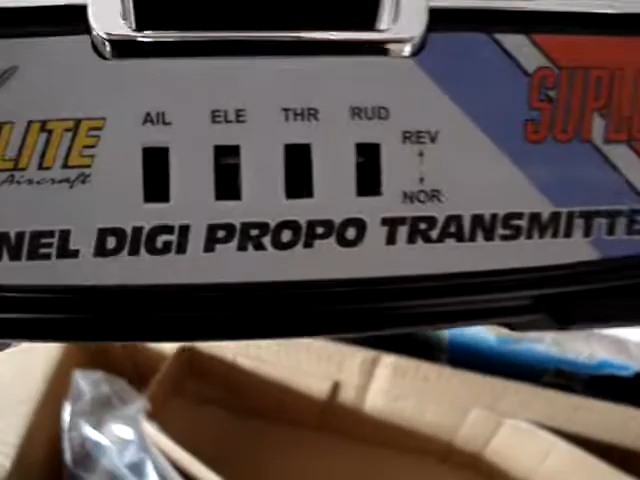 AIL ELE THR RUD
REV
LITE
SUPL
Aircraft
NOR
NEL DIGI PROPO TRANSMITTE